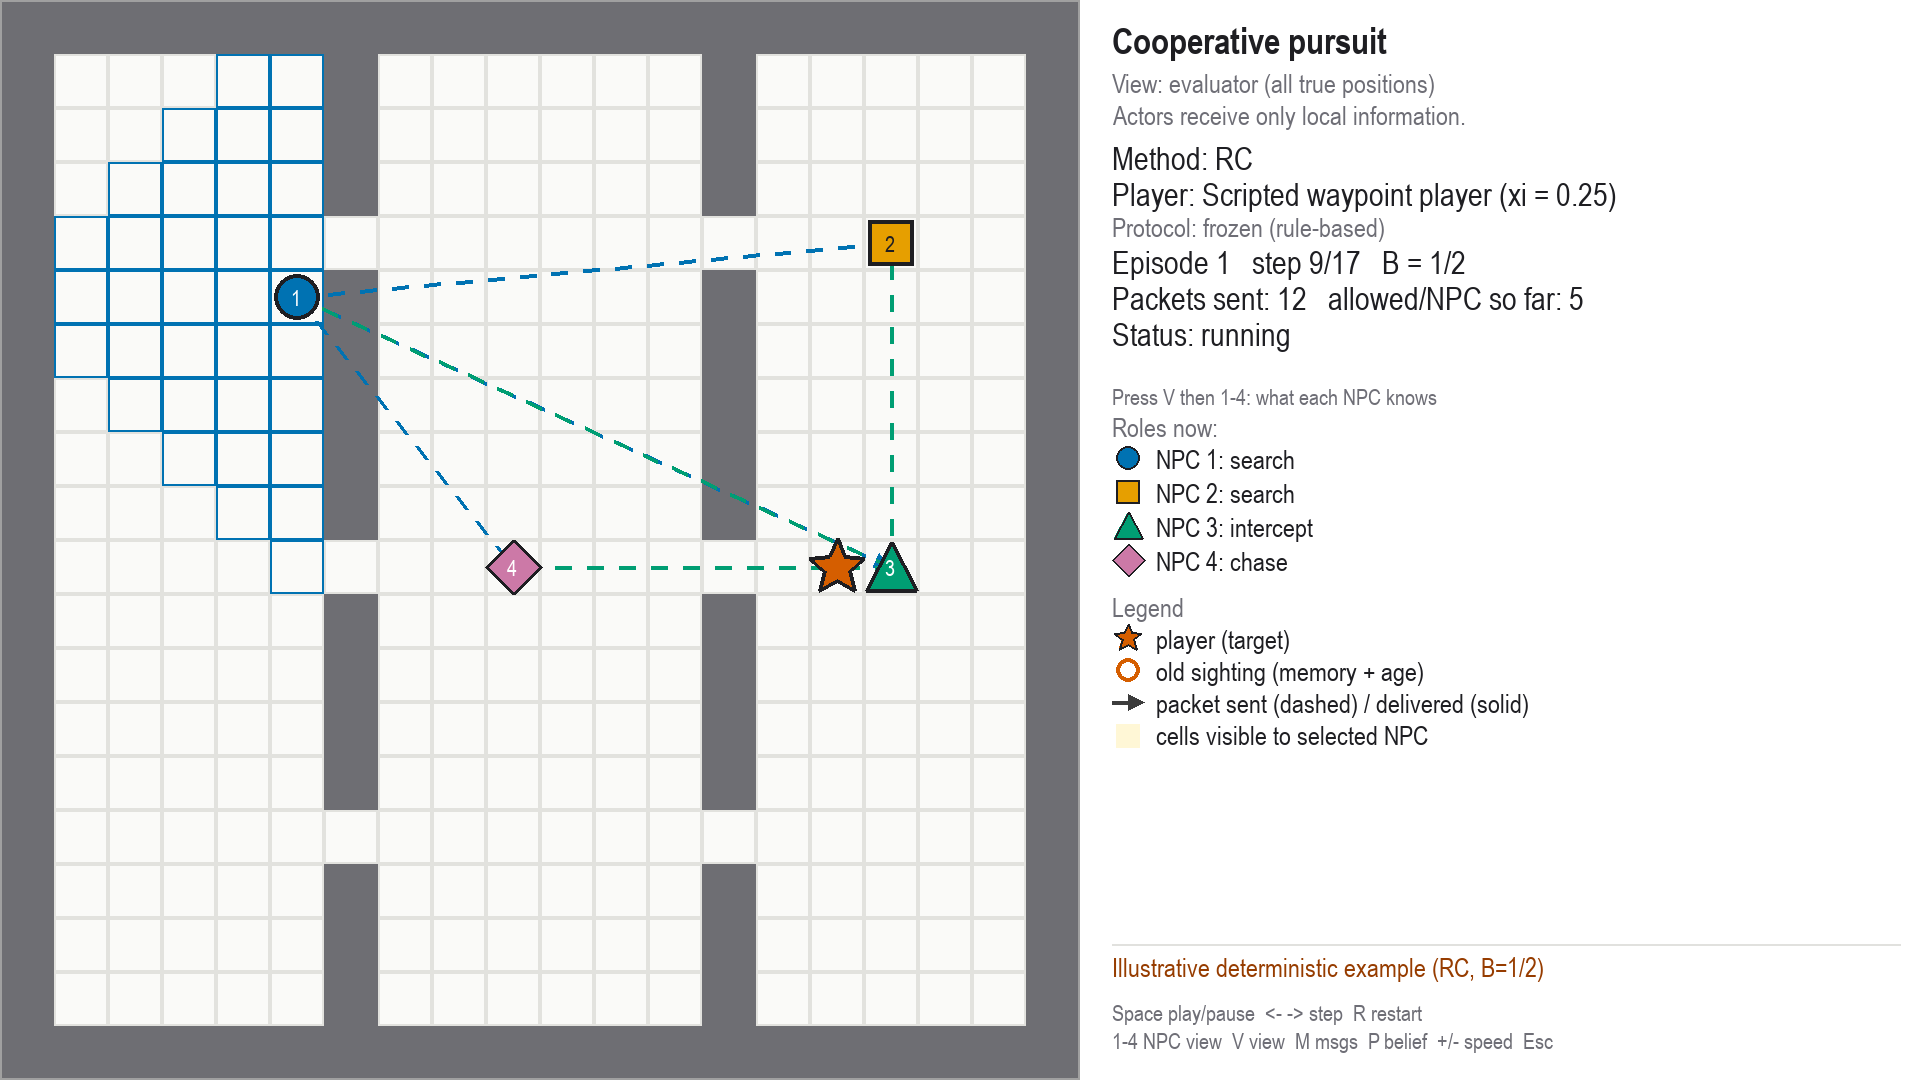 Cooperative pursuit
View: evaluator (all true positions)
Actors receive only local information.
Method: RC
Player: Scripted waypoint player (xi = 0.25)
Protocol: frozen (rule-based)
Episode 1   step 9/17   B = 1/2
Packets sent: 12   allowed/NPC so far: 5
Status: running
Press V then 1-4: what each NPC knows
Roles now:
NPC 1: search
NPC 2: search
NPC 3: intercept
NPC 4: chase
Legend
player (target)
old sighting (memory + age)
packet sent (dashed) / delivered (solid)
cells visible to selected NPC
Illustrative deterministic example (RC, B=1/2)
Space play/pause  <- -> step  R restart
1-4 NPC view  V view  M msgs  P belief  +/- speed  Esc
2
1
4
3